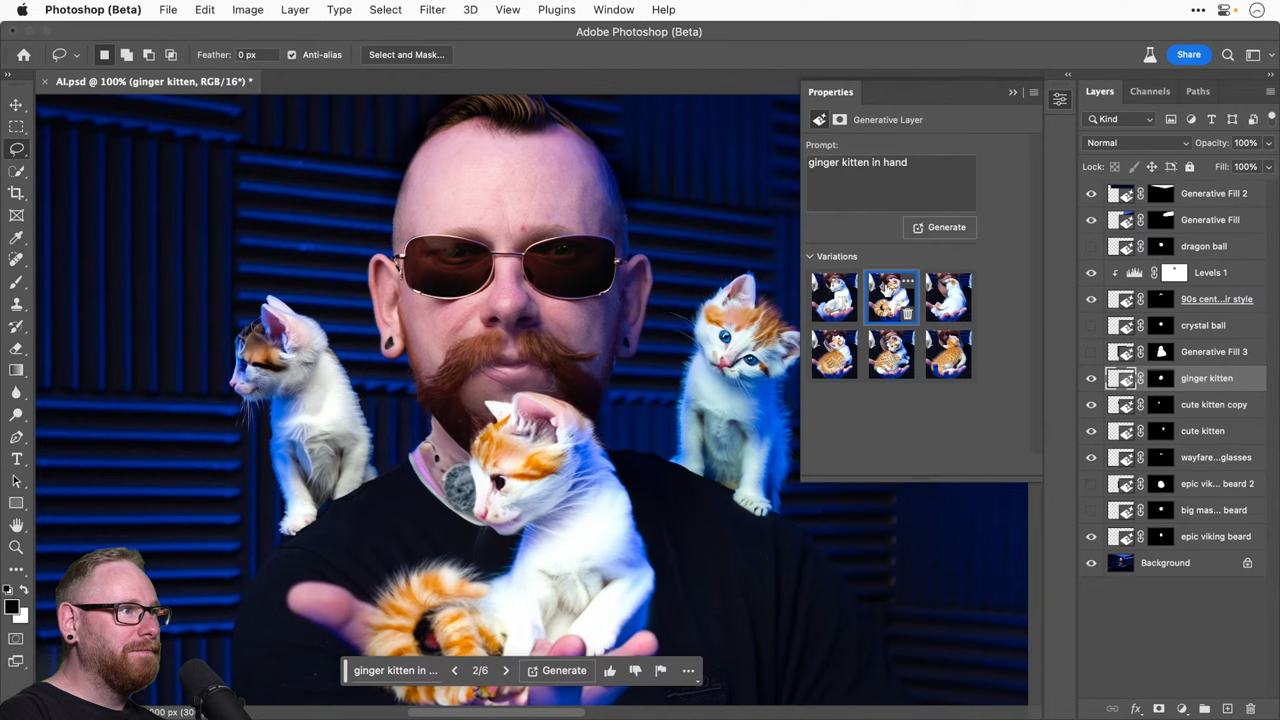 Photoshop (Beta) File Edit Image Layer Type Select Filter 3D View Plugins Window Help
Adobe Photoshop (Beta)
Feather: 0 px Anti-alias Select and Mask... Share
AI.psd @ 100% (ginger kitten, RGB/16*) *
Properties
Generative Layer
Prompt:
ginger kitten in hand
Generate
Variations
Layers Channels Paths
Kind
Normal Opacity: 100%
Lock: Fill: 100%
Generative Fill 2
Generative Fill
dragon ball
Levels 1
90s cent...ir style
crystal ball
Generative Fill 3
ginger kitten
cute kitten copy
cute kitten
wayfare...glasses
epic vik... beard 2
big mas... beard
epic viking beard
Background
ginger kitten in ... 2/6 Generate